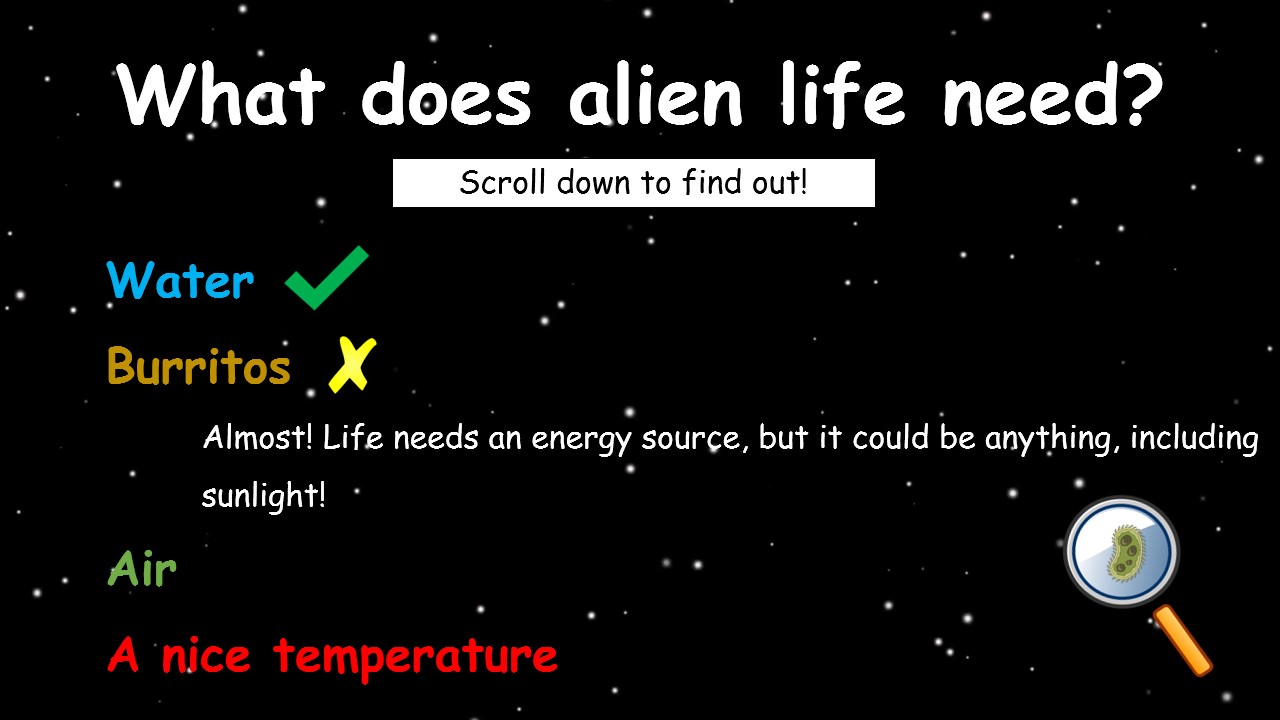 What does alien life need?
Scroll down to find out!
Water
Burritos
Almost! Life needs an energy source, but it could be anything, including
sunlight!
Air
A nice temperature